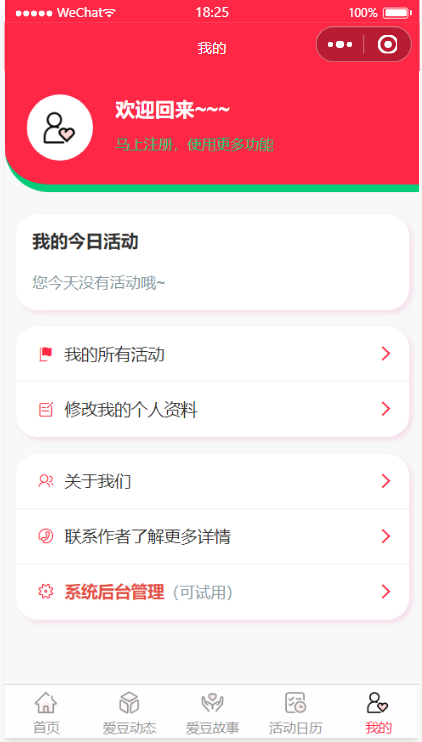 WeChat
18:25
100%
我的
欢迎回来~~~
马上注册，使用更多功能
我的今日活动
您今天没有活动哦~
我的所有活动
修改我的个人资料
关于我们
联系作者了解更多详情
系统后台管理（可试用）
首页
爱豆动态
爱豆故事
活动日历
我的